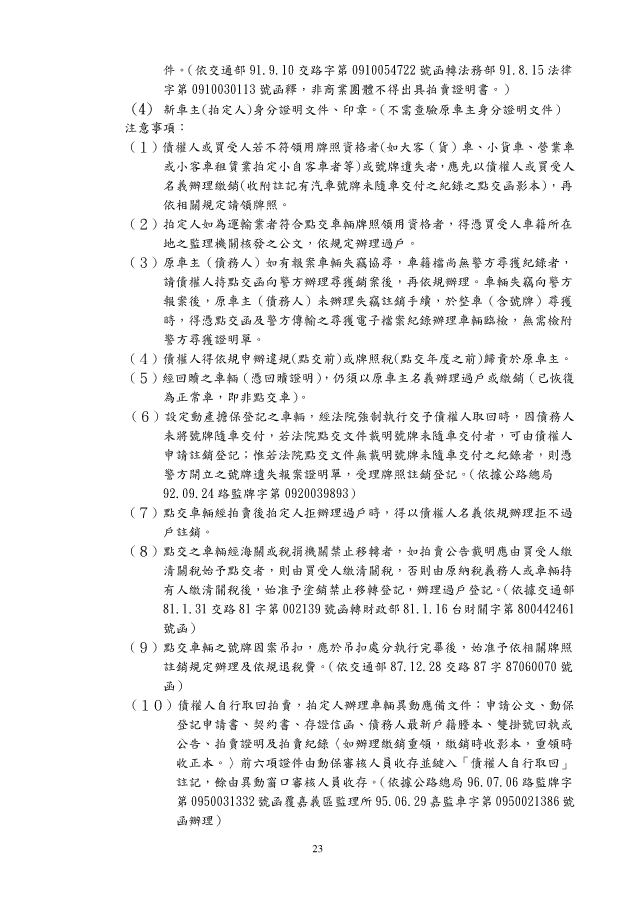 件。(依交通部 91.9.10 交路字第 0910054722 號函轉法務部 91.8.15 法律
字第 0910030113 號函釋，非商業團體不得出具拍賣證明書。)
(4) 新車主(拍定人)身分證明文件、印章。(不需查驗原車主身分證明文件)
注意事項：
(１)債權人或買受人若不符領用牌照資格者(如大客（貨）車、小貨車、營業車
或小客車租賃業拍定小自客車者等)或號牌遺失者，應先以債權人或買受人
名義辦理繳銷(收附註記有汽車號牌未隨車交付之紀錄之點交函影本)，再
依相關規定請領牌照。
(２)拍定人如為運輸業者符合點交車輛牌照領用資格者，得憑買受人車籍所在
地之監理機關核發之公文，依規定辦理過戶。
(３)原車主（債務人）如有報案車輛失竊協尋，車籍檔尚無警方尋獲紀錄者，
請債權人持點交函向警方辦理尋獲銷案後，再依規辦理。車輛失竊向警方
報案後，原車主（債務人）未辦理失竊註銷手續，於整車（含號牌）尋獲
時，得憑點交函及警方傳輸之尋獲電子檔案紀錄辦理車輛臨檢，無需檢附
警方尋獲證明單。
(４)債權人得依規申辦違規(點交前)或牌照稅(點交年度之前)歸責於原車主。
(５)經回贖之車輛（憑回贖證明），仍須以原車主名義辦理過戶或繳銷（已恢復
為正常車，即非點交車）。
(６)設定動產擔保登記之車輛，經法院強制執行交予債權人取回時，因債務人
未將號牌隨車交付，若法院點交文件載明號牌未隨車交付者，可由債權人
申請註銷登記；惟若法院點交文件無載明號牌未隨車交付之紀錄者，則憑
警方開立之號牌遺失報案證明單，受理牌照註銷登記。(依據公路總局
92.09.24 路監牌字第 0920039893)
(７)點交車輛經拍賣後拍定人拒辦理過戶時，得以債權人名義依規辦理拒不過
戶註銷。
(８)點交之車輛經海關或稅捐機關禁止移轉者，如拍賣公告載明應由買受人繳
清關稅始予點交者，則由買受人繳清關稅，否則由原納稅義務人或車輛持
有人繳清關稅後，始准予塗銷禁止移轉登記，辦理過戶登記。(依據交通部
81.1.31 交路 81 字第 002139 號函轉財政部 81.1.16 台財關字第 800442461
號函)
(９)點交車輛之號牌因案吊扣，應於吊扣處分執行完畢後，始准予依相關牌照
註銷規定辦理及依規退稅費。(依交通部 87.12.28 交路 87 字 87060070 號
函)
(１０)債權人自行取回拍賣，拍定人辦理車輛異動應備文件：申請公文、動保
登記申請書、契約書、存證信函、債務人最新戶籍謄本、雙掛號回執或
公告、拍賣證明及拍賣紀錄〈如辦理繳銷重領，繳銷時收影本，重領時
收正本。〉前六項證件由動保審核人員收存並鍵入「債權人自行取回」
註記，餘由異動窗口審核人員收存。(依據公路總局 96.07.06 路監牌字
第 0950031332 號函覆嘉義區監理所 95.06.29 嘉監車字第 0950021386 號
函辦理)
23